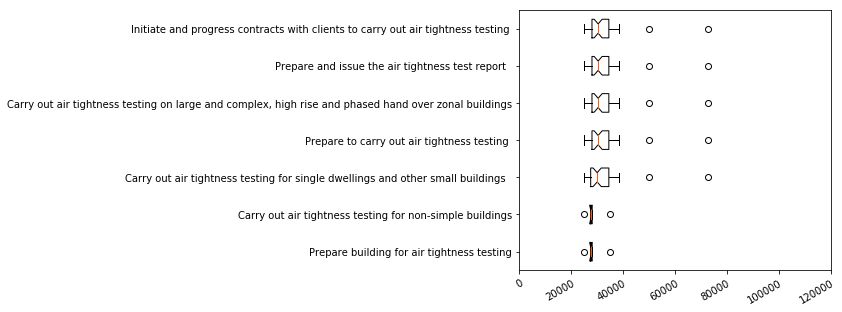 Initiate and progress contracts with clients to carry out air tightness testing
Prepare and issue the air tightness test report
Carry out air tightness testing on large and complex, high rise and phased hand over zonal buildings
Prepare to carry out air tightness testing
Carry out air tightness testing for single dwellings and other small buildings
Carry out air tightness testing for non-simple buildings
Prepare building for air tightness testing
0 20000 40000 60000 80000 100000 120000